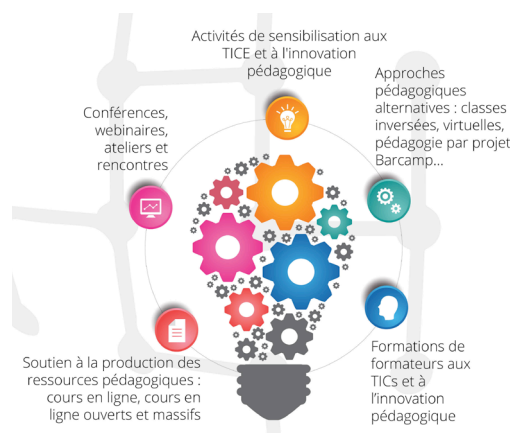 Activités de sensibilisation aux
TICE et à l'innovation
pédagogique
Approches
pédagogiques
alternatives : classes
inversées, virtuelles,
pédagogie par projet
Barcamp...
Conférences,
webinaires,
ateliers et
rencontres
Formations de
formateurs aux
TICs et à
l'innovation
pédagogique
Soutien à la production des
ressources pédagogiques :
cours en ligne, cours en
ligne ouverts et massifs